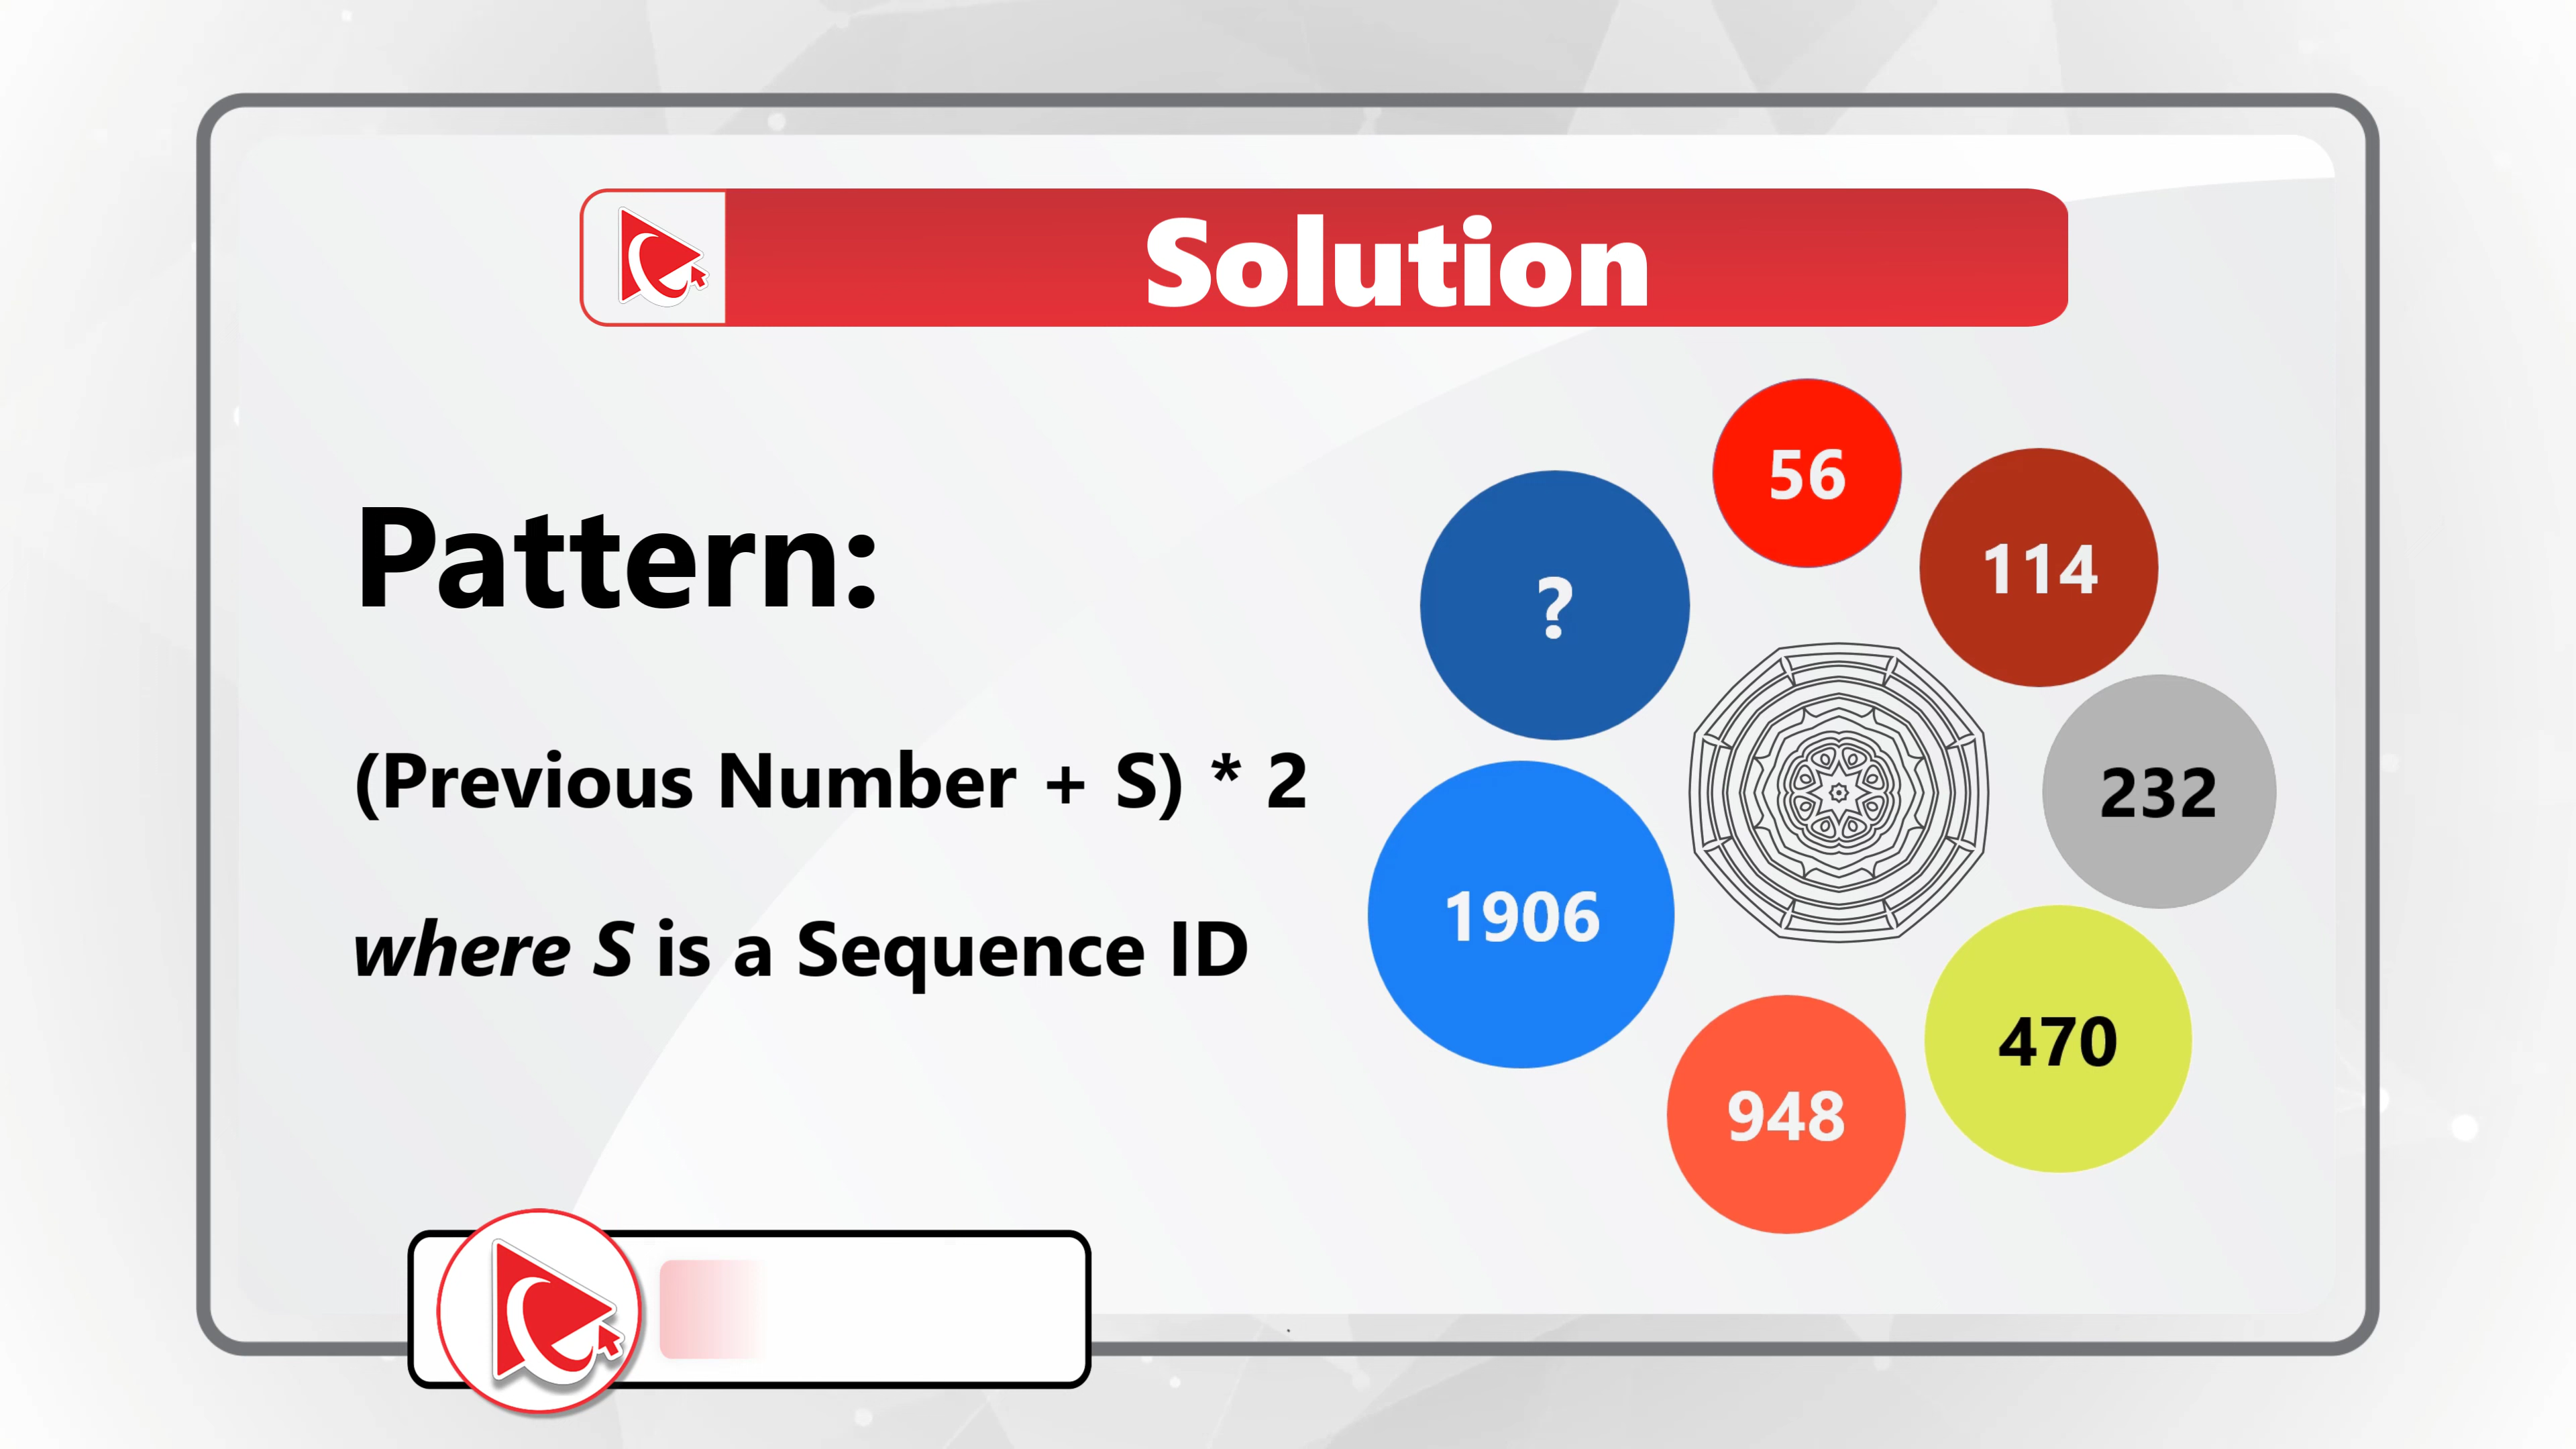 Solution
Pattern:
(Previous Number + S) * 2
where S is a Sequence ID
56
114
232
470
948
1906
?